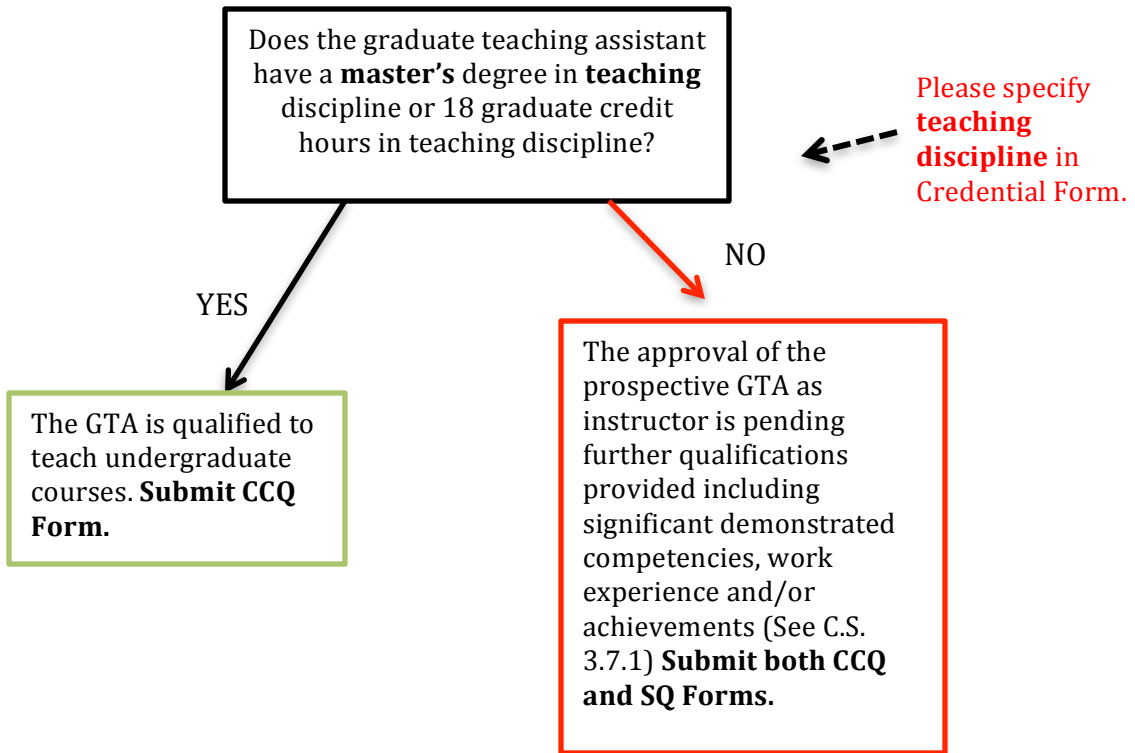 Does the graduate teaching assistant
have a master’s degree in teaching
discipline or 18 graduate credit
hours in teaching discipline?
Please specify
teaching
discipline in
Credential Form.
YES
NO
The GTA is qualified to
teach undergraduate
courses. Submit CCQ
Form.
The approval of the
prospective GTA as
instructor is pending
further qualifications
provided including
significant demonstrated
competencies, work
experience and/or
achievements (See C.S.
3.7.1) Submit both CCQ
and SQ Forms.